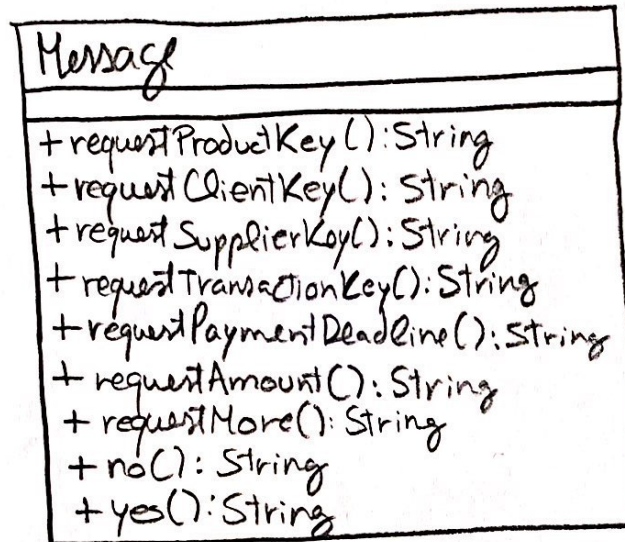 Message
+ requestProductKey(): String
+ requestClientKey(): String
+ requestSupplierKey(): String
+ requestTransactionKey(): String
+ requestPaymentDeadline(): String
+ requestAmount(): String
+ requestMore(): String
+ no(): String
+ yes(): String